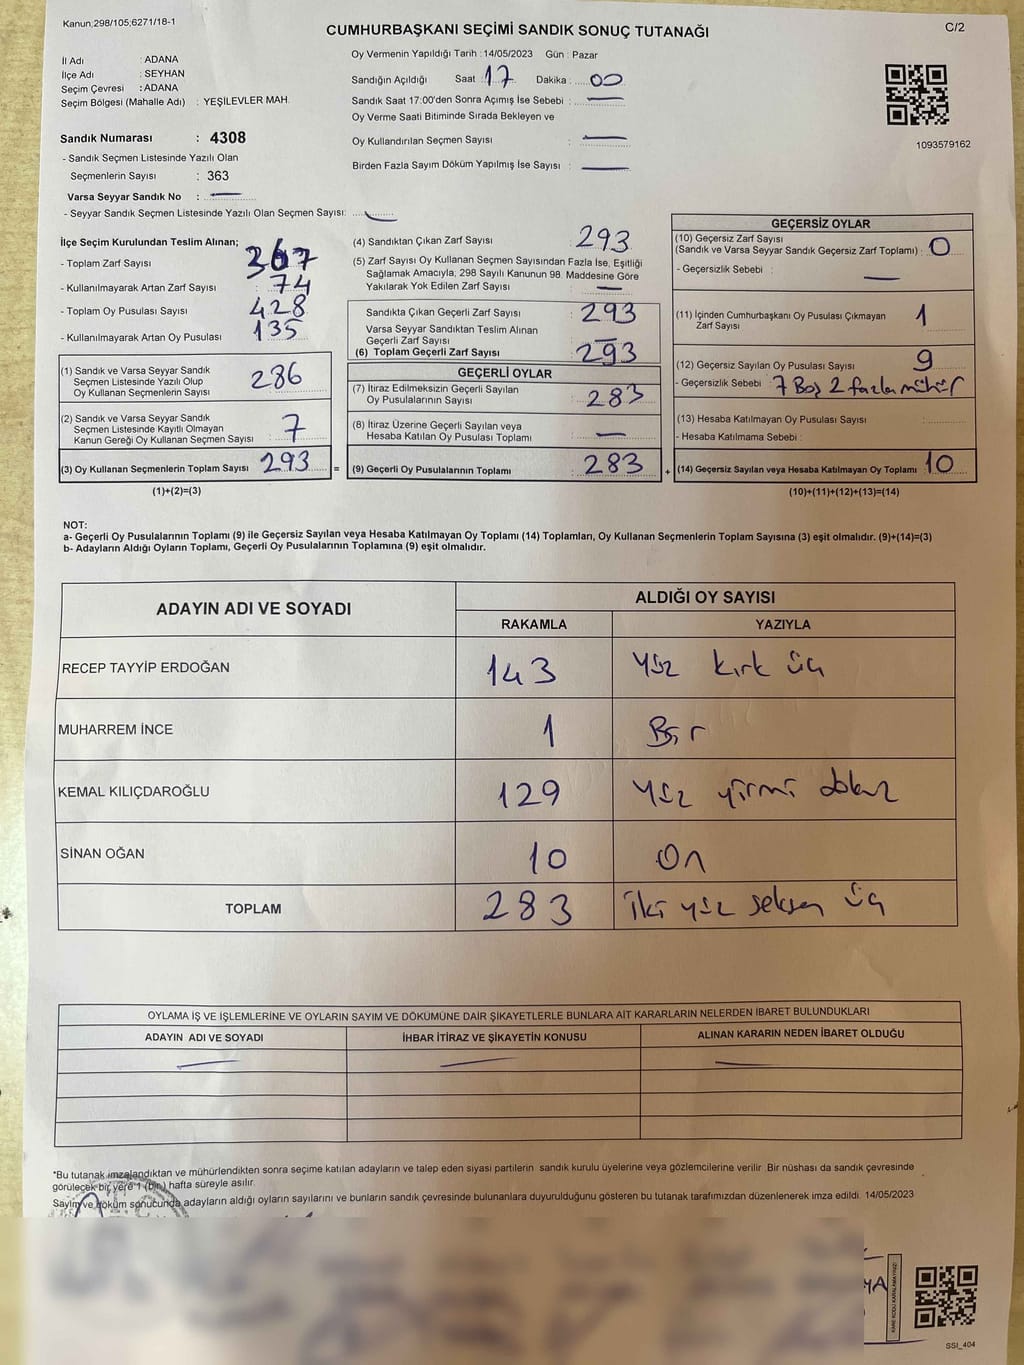 Kanun;298/105;6271/18-1
CUMHURBAŞKANI SEÇİMİ SANDIK SONUÇ TUTANAĞI
C/2
İl Adı : ADANA
İlçe Adı : SEYHAN
Seçim Çevresi : ADANA
Seçim Bölgesi (Mahalle Adı) : YEŞİLEVLER MAH.
Oy Vermenin Yapıldığı Tarih : 14/05/2023 Gün : Pazar
Sandığın Açıldığı Saat : 17 Dakika : 00
Sandık Saat 17:00'den Sonra Açımış İse Sebebi : —
Oy Verme Saati Bitiminde Sırada Bekleyen ve
Oy Kullandırılan Seçmen Sayısı : —
Birden Fazla Sayım Döküm Yapılmış İse Sayısı : —
1093579162
Sandık Numarası : 4308
- Sandık Seçmen Listesinde Yazılı Olan
Seçmenlerin Sayısı : 363
Varsa Seyyar Sandık No : —
- Seyyar Sandık Seçmen Listesinde Yazılı Olan Seçmen Sayısı: —
İlçe Seçim Kurulundan Teslim Alınan;
- Toplam Zarf Sayısı : 367
- Kullanılmayarak Artan Zarf Sayısı : 74
- Toplam Oy Pusulası Sayısı : 428
- Kullanılmayarak Artan Oy Pusulası : 135
(1) Sandık ve Varsa Seyyar Sandık
Seçmen Listesinde Yazılı Olup
Oy Kullanan Seçmenlerin Sayısı : 286
(2) Sandık ve Varsa Seyyar Sandık
Seçmen Listesinde Kayıtlı Olmayan
Kanun Gereği Oy Kullanan Seçmen Sayısı : 7
(3) Oy Kullanan Seçmenlerin Toplam Sayısı : 293 =
(1)+(2)=(3)
(4) Sandıktan Çıkan Zarf Sayısı : 293
(5) Zarf Sayısı Oy Kullanan Seçmen Sayısından Fazla İse, Eşitliği
Sağlamak Amacıyla; 298 Sayılı Kanunun 98. Maddesine Göre
Yakılarak Yok Edilen Zarf Sayısı : —
Sandıkta Çıkan Geçerli Zarf Sayısı : 293
Varsa Seyyar Sandıktan Teslim Alınan
Geçerli Zarf Sayısı : —
(6) Toplam Geçerli Zarf Sayısı : 293
GEÇERLİ OYLAR
(7) İtiraz Edilmeksizin Geçerli Sayılan
Oy Pusulalarının Sayısı : 283
(8) İtiraz Üzerine Geçerli Sayılan veya
Hesaba Katılan Oy Pusulası Toplamı : —
(9) Geçerli Oy Pusulalarının Toplamı : 283 +
GEÇERSİZ OYLAR
(10) Geçersiz Zarf Sayısı
(Sandık ve Varsa Seyyar Sandık Geçersiz Zarf Toplamı) : 0
- Geçersizlik Sebebi : —
(11) İçinden Cumhurbaşkanı Oy Pusulası Çıkmayan
Zarf Sayısı : 1
(12) Geçersiz Sayılan Oy Pusulası Sayısı : 9
- Geçersizlik Sebebi : 7 Boş 2 fazla mühür
(13) Hesaba Katılmayan Oy Pusulası Sayısı :
- Hesaba Katılmama Sebebi :
(14) Geçersiz Sayılan veya Hesaba Katılmayan Oy Toplamı : 10
(10)+(11)+(12)+(13)=(14)
NOT:
a- Geçerli Oy Pusulalarının Toplamı (9) ile Geçersiz Sayılan veya Hesaba Katılmayan Oy Toplamı (14) Toplamları, Oy Kullanan Seçmenlerin Toplam Sayısına (3) eşit olmalıdır. (9)+(14)=(3)
b- Adayların Aldığı Oyların Toplamı, Geçerli Oy Pusulalarının Toplamına (9) eşit olmalıdır.
ADAYIN ADI VE SOYADI
ALDIĞI OY SAYISI
RAKAMLA YAZIYLA
RECEP TAYYİP ERDOĞAN 143 Yüz kırk üç
MUHARREM İNCE 1 Bir
KEMAL KILIÇDAROĞLU 129 Yüz yirmi dokuz
SİNAN OĞAN 10 On
TOPLAM 283 iki yüz seksen üç
OYLAMA İŞ VE İŞLEMLERİNE VE OYLARIN SAYIM VE DÖKÜMÜNE DAİR ŞİKAYETLERLE BUNLARA AİT KARARLARIN NELERDEN İBARET BULUNDUKLARI
ADAYIN ADI VE SOYADI İHBAR İTİRAZ VE ŞİKAYETİN KONUSU ALINAN KARARIN NEDEN İBARET OLDUĞU
— — —
*Bu tutanak imzalandıktan ve mühürlendikten sonra seçime katılan adayların ve talep eden siyasi partilerin sandık kurulu üyelerine veya gözlemcilerine verilir. Bir nüshası da sandık çevresinde
görülecek bir yere 1 (bir) hafta süreyle asılır.
Sayım ve döküm sonucunda adayların aldığı oyların sayılarını ve bunların sandık çevresinde bulunanlara duyurulduğunu gösteren bu tutanak tarafımızdan düzenlenerek imza edildi. 14/05/2023
SSI_404